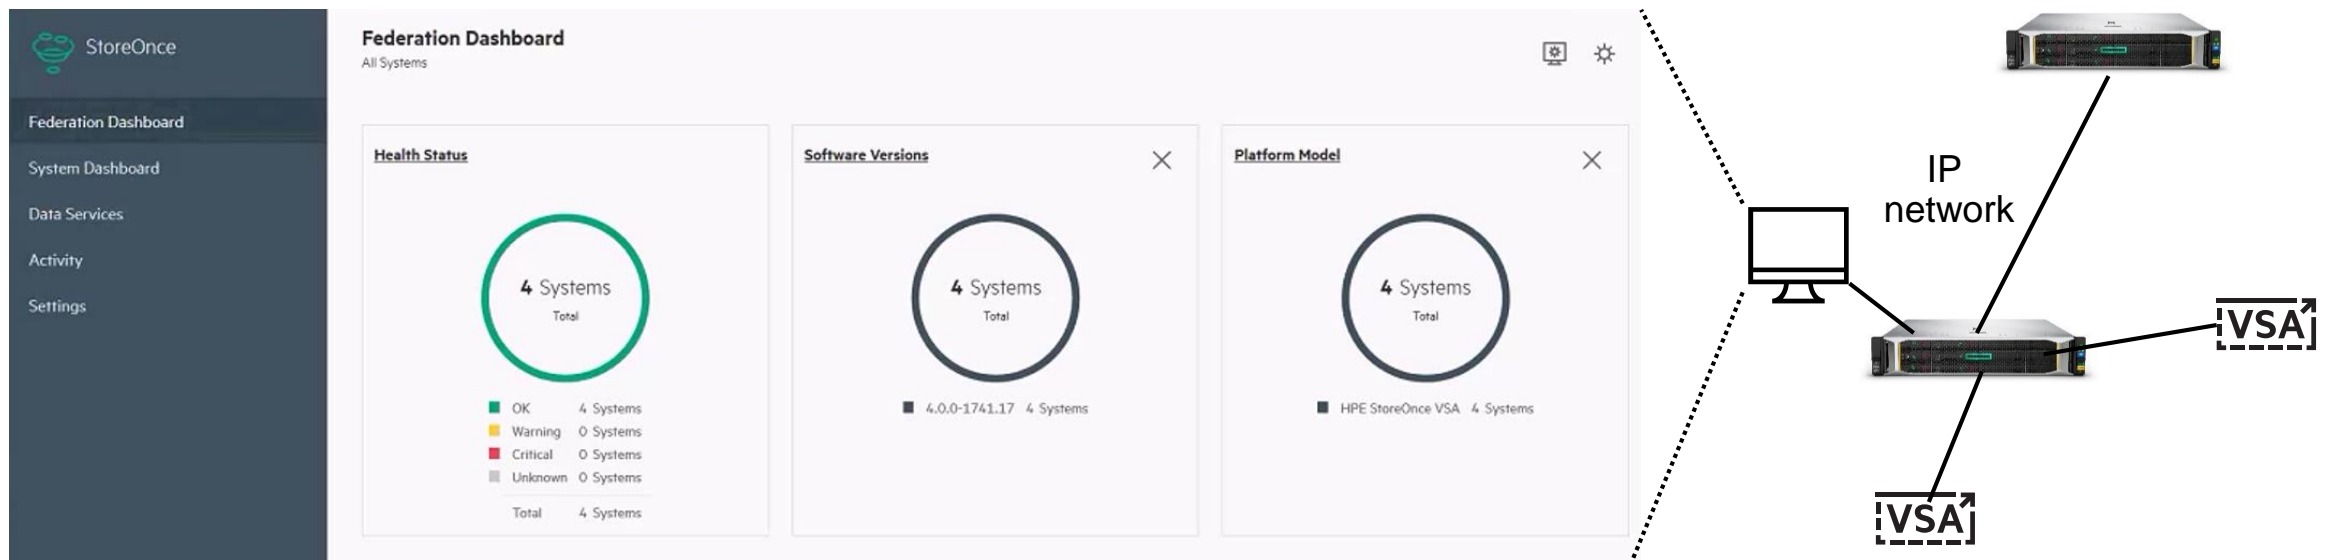 StoreOnce
Federation Dashboard
System Dashboard
Data Services
Activity
Settings
Federation Dashboard
All Systems
Health Status
4 Systems
Total
OK 4 Systems
Warning 0 Systems
Critical 0 Systems
Unknown 0 Systems
Total 4 Systems
Software Versions
4 Systems
Total
4.0.0-1741.17 4 Systems
Platform Model
4 Systems
Total
HPE StoreOnce VSA 4 Systems
IP
network
VSA
VSA